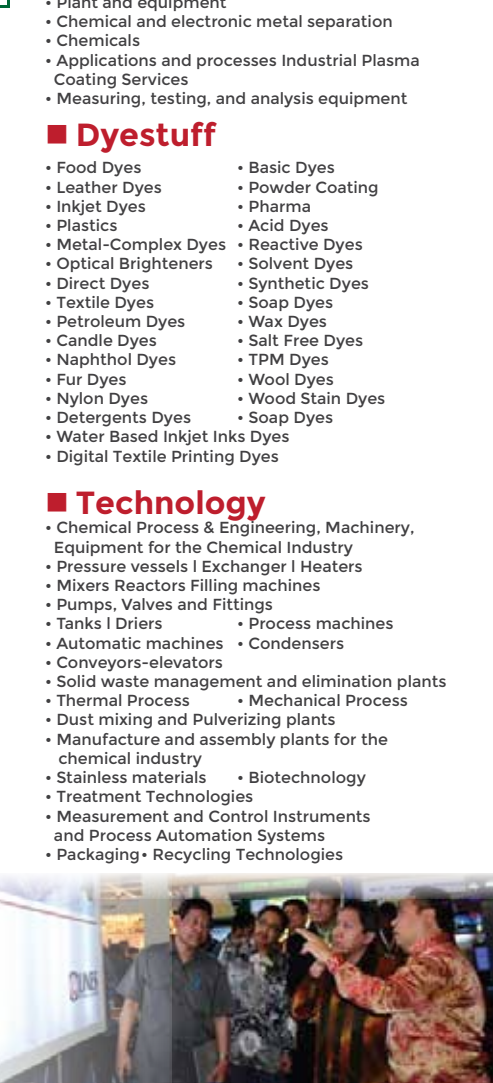 • Plant and equipment
• Chemical and electronic metal separation
• Chemicals
• Applications and processes Industrial Plasma
Coating Services
• Measuring, testing, and analysis equipment
■ Dyestuff
• Food Dyes • Basic Dyes
• Leather Dyes • Powder Coating
• Inkjet Dyes • Pharma
• Plastics • Acid Dyes
• Metal-Complex Dyes • Reactive Dyes
• Optical Brighteners • Solvent Dyes
• Direct Dyes • Synthetic Dyes
• Textile Dyes • Soap Dyes
• Petroleum Dyes • Wax Dyes
• Candle Dyes • Salt Free Dyes
• Naphthol Dyes • TPM Dyes
• Fur Dyes • Wool Dyes
• Nylon Dyes • Wood Stain Dyes
• Detergents Dyes • Soap Dyes
• Water Based Inkjet Inks Dyes
• Digital Textile Printing Dyes
■ Technology
• Chemical Process & Engineering, Machinery,
Equipment for the Chemical Industry
• Pressure vessels l Exchanger l Heaters
• Mixers Reactors Filling machines
• Pumps, Valves and Fittings
• Tanks l Driers • Process machines
• Automatic machines • Condensers
• Conveyors-elevators
• Solid waste management and elimination plants
• Thermal Process • Mechanical Process
• Dust mixing and Pulverizing plants
• Manufacture and assembly plants for the
chemical industry
• Stainless materials • Biotechnology
• Treatment Technologies
• Measurement and Control Instruments
and Process Automation Systems
• Packaging• Recycling Technologies